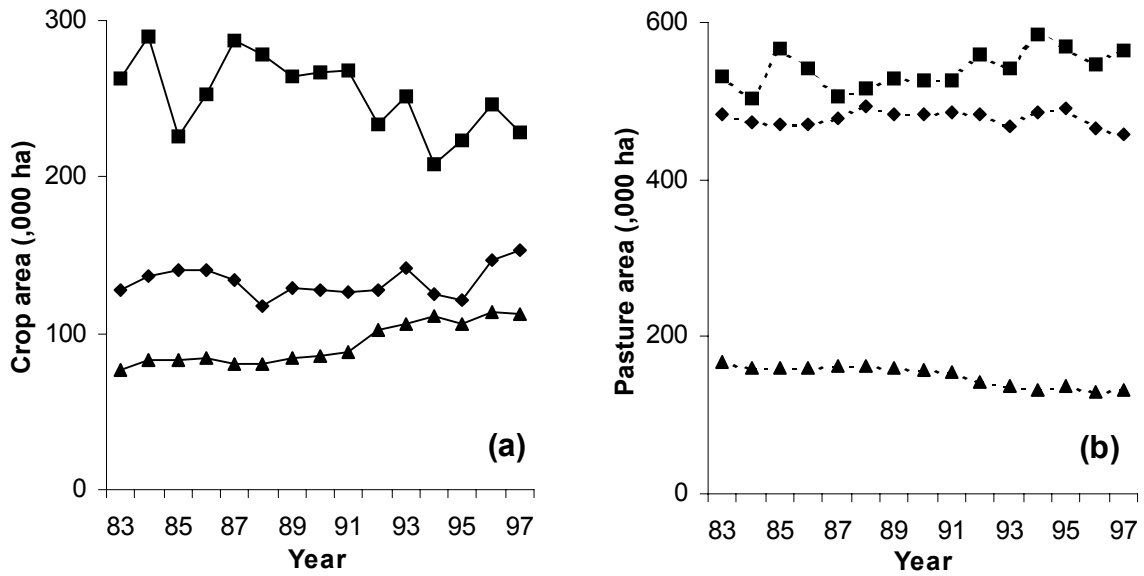 Crop area (,000 ha)
300
200
100
0
83 85 87 89 91 93 95 97
Year
(a)
Pasture area (,000 ha)
600
400
200
0
83 85 87 89 91 93 95 97
Year
(b)